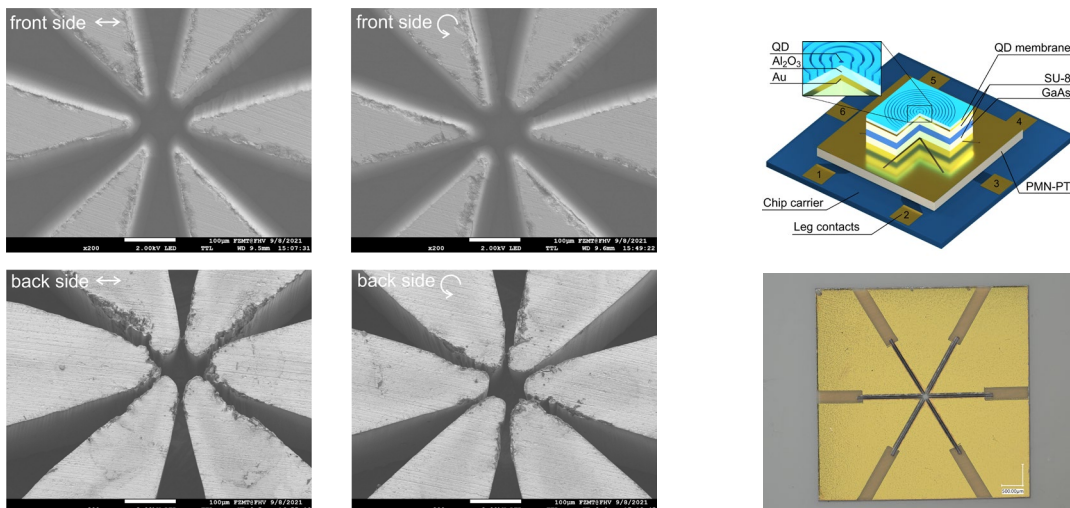 front side
100µm FZMT@FHV 9/8/2021
x200 2.00kV LED TTL WD 9.5mm 15:07:31
front side
100µm FZMT@FHV 9/8/2021
x200 2.00kV LED TTL WD 9.6mm 15:49:22
QD
Al2O3
Au
QD membrane
SU-8
GaAs
5
6
4
1
3
2
PMN-PT
Chip carrier
Leg contacts
back side
100µm FZMT@FHV 9/8/2021
back side
100µm FZMT@FHV 9/8/2021
500.00µm